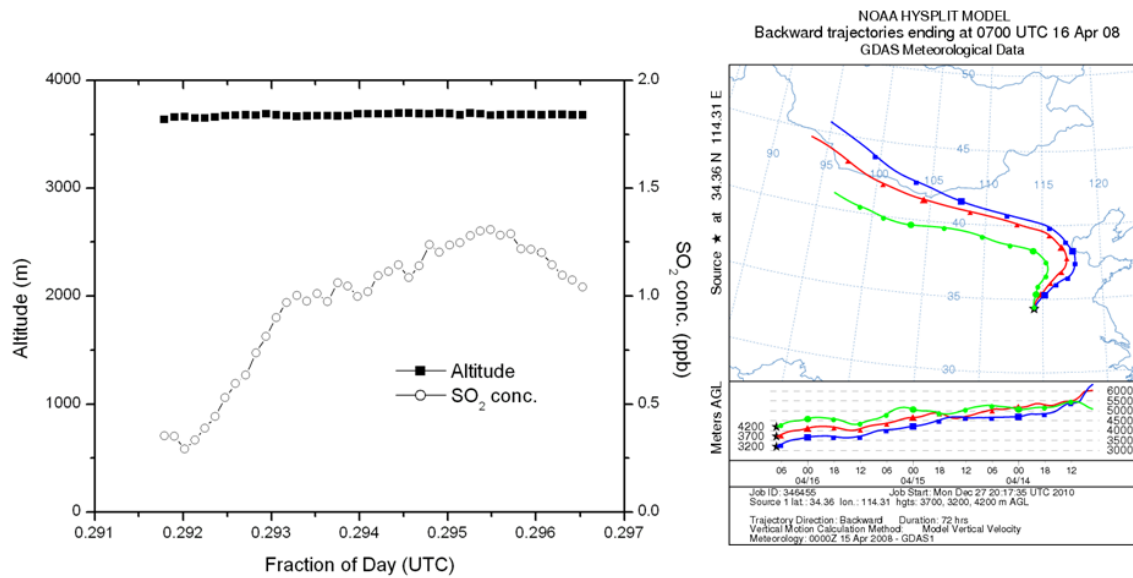 4000
3000
2000
1000
0
Altitude (m)
2.0
1.5
1.0
0.5
0.0
SO2 conc. (ppb)
Altitude
SO2 conc.
0.291
0.292
0.293
0.294
0.295
0.296
0.297
Fraction of Day (UTC)
NOAA HYSPLIT MODEL
Backward trajectories ending at 0700 UTC 16 Apr 08
GDAS Meteorological Data
Source ★ at 34.36 N 114.31 E
50
45
40
35
30
90
95
100
105
110
115
120
Meters AGL
4200
3700
3200
6000
5500
5000
4500
4000
3500
3000
06 00 18 12 06 00 18 12 06 00 18 12
04/16 04/15 04/14
Job ID: 346455 Job Start: Mon Dec 27 20:17:35 UTC 2010
Source 1 lat.: 34.36 lon.: 114.31 hgts: 3700, 3200, 4200 m AGL
Trajectory Direction: Backward Duration: 72 hrs
Vertical Motion Calculation Method: Model Vertical Velocity
Meteorology: 0000Z 15 Apr 2008 - GDAS1